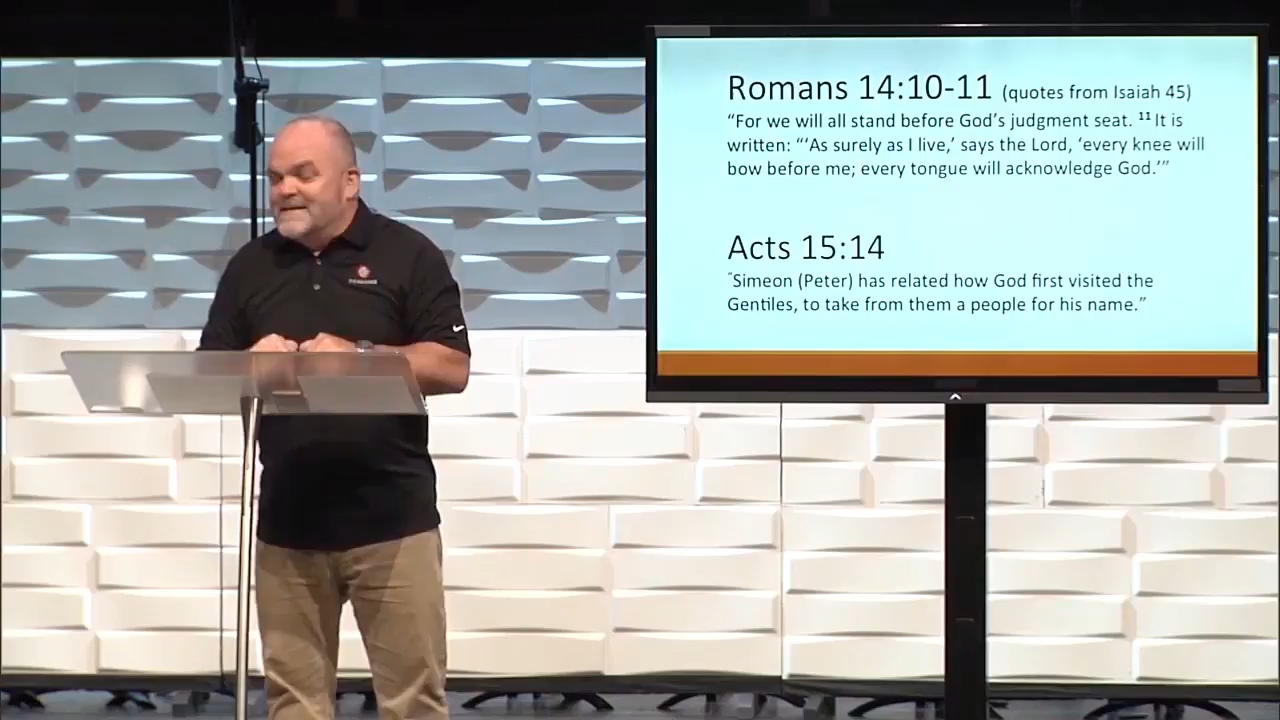 Romans 14:10-11 (quotes from Isaiah 45)
“For we will all stand before God’s judgment seat. ¹¹ It is
written: “‘As surely as I live,’ says the Lord, ‘every knee will
bow before me; every tongue will acknowledge God.’”
Acts 15:14
“Simeon (Peter) has related how God first visited the
Gentiles, to take from them a people for his name.”